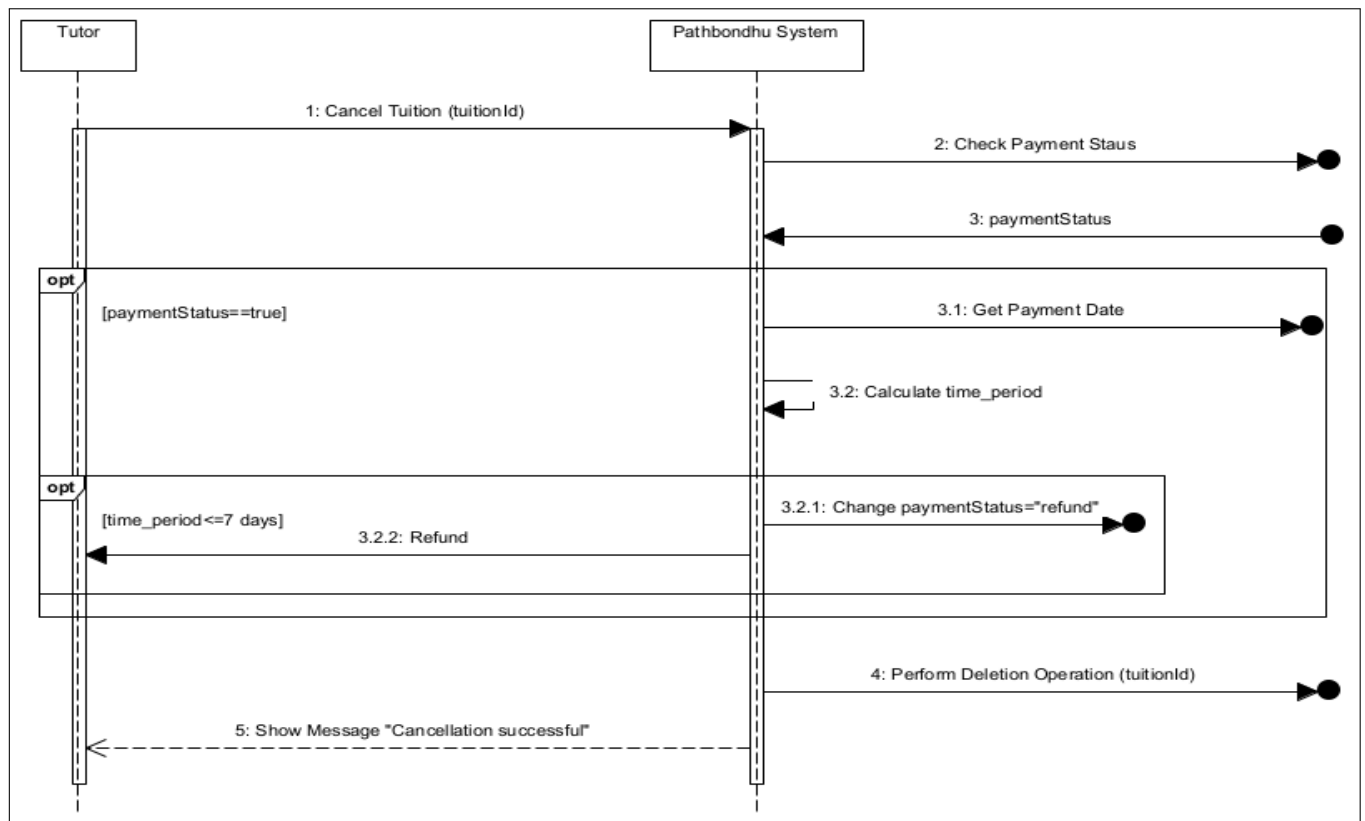 Tutor
Pathbondhu System
1: Cancel Tuition (tuitionId)
2: Check Payment Staus
3: paymentStatus
opt
[paymentStatus==true]
3.1: Get Payment Date
3.2: Calculate time_period
opt
[time_period<=7 days]
3.2.1: Change paymentStatus="refund"
3.2.2: Refund
4: Perform Deletion Operation (tuitionId)
5: Show Message "Cancellation successful"